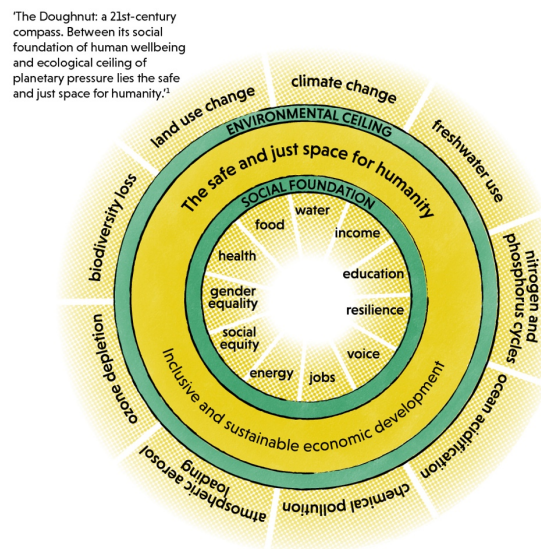 'The Doughnut: a 21st-century
compass. Between its social
foundation of human wellbeing
and ecological ceiling of
planetary pressure lies the safe
and just space for humanity.'¹
climate change
freshwater use
nitrogen and
phosphorus cycles
ocean acidification
chemical pollution
atmospheric aerosol
loading
ozone depletion
biodiversity loss
land use change
ENVIRONMENTAL CEILING
The safe and just space for humanity
SOCIAL FOUNDATION
water
income
education
resilience
voice
jobs
energy
social
equity
gender
equality
health
food
Inclusive and sustainable economic development